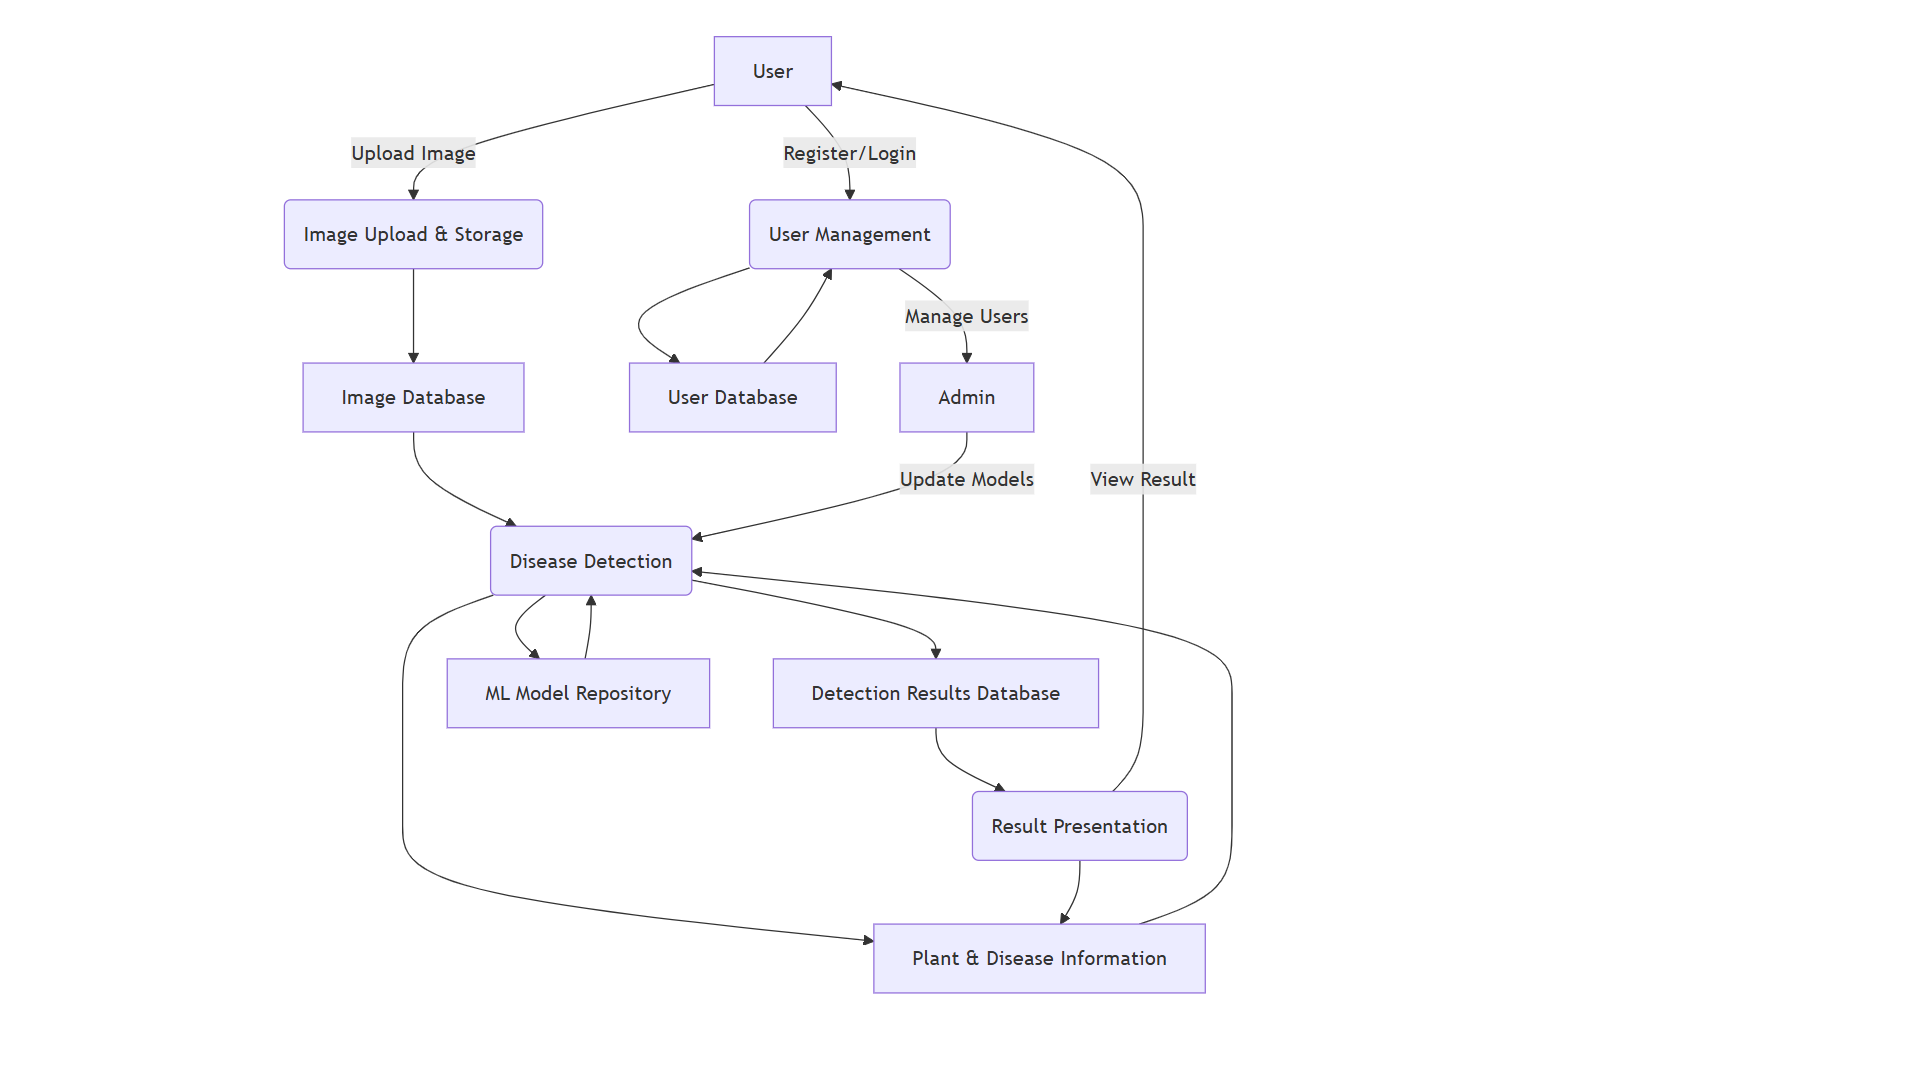 User
Upload Image
Register/Login
Image Upload & Storage
User Management
Manage Users
Image Database
User Database
Admin
Update Models
View Result
Disease Detection
ML Model Repository
Detection Results Database
Result Presentation
Plant & Disease Information